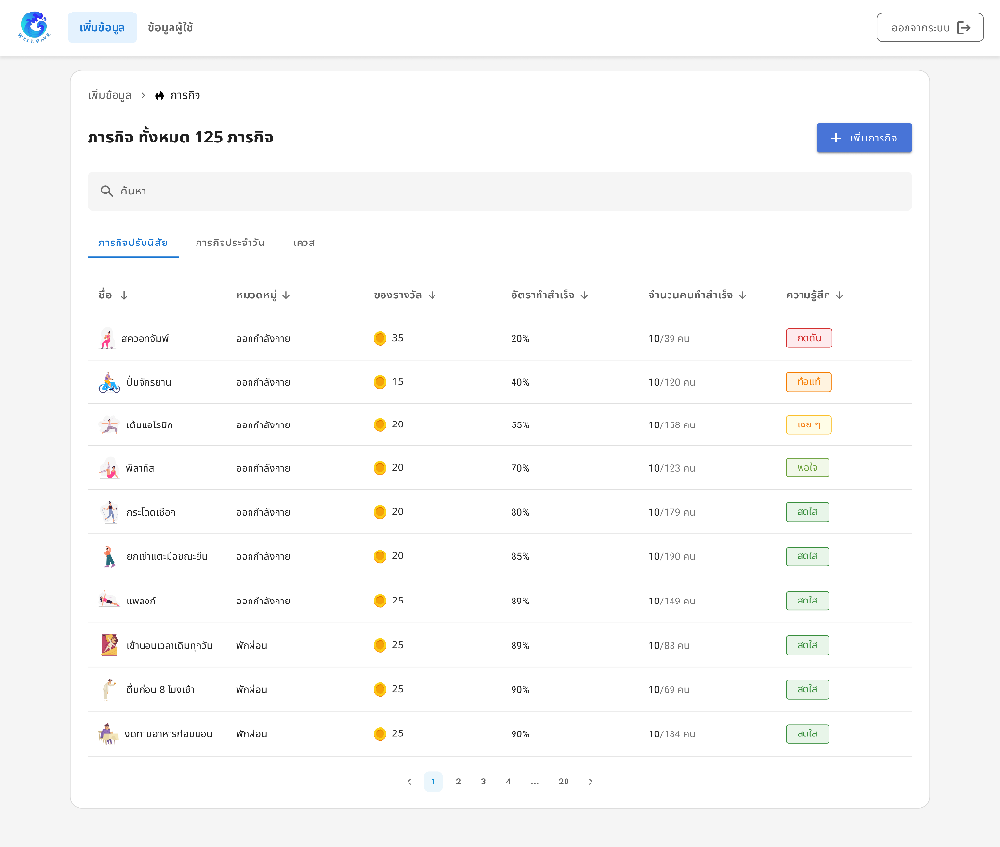 WELLWAVE
เพิ่มข้อมูล
ข้อมูลผู้ใช้
ออกจากระบบ
เพิ่มข้อมูล > ภารกิจ
ภารกิจ ทั้งหมด 125 ภารกิจ
+ เพิ่มภารกิจ
ค้นหา
ภารกิจปรับนิสัย ภารกิจประจำวัน เควส
ชื่อ ↓ หมวดหมู่ ↓ ของรางวัล ↓ อัตราทำสำเร็จ ↓ จำนวนคนทำสำเร็จ ↓ ความรู้สึก ↓
สควอทจัมพ์ ออกกำลังกาย 35 20% 10/39 คน กดดัน
ปั่นจักรยาน ออกกำลังกาย 15 40% 10/120 คน ท้อแท้
เต้นแอโรบิก ออกกำลังกาย 20 55% 10/158 คน เฉย ๆ
พิลาทิส ออกกำลังกาย 20 70% 10/123 คน พอใจ
กระโดดเชือก ออกกำลังกาย 20 80% 10/179 คน สดใส
ยกเข่าแตะมือขณะยืน ออกกำลังกาย 20 85% 10/190 คน สดใส
แพลงก์ ออกกำลังกาย 25 89% 10/149 คน สดใส
เข้านอนเวลาเดิมทุกวัน พักผ่อน 25 89% 10/88 คน สดใส
ตื่นก่อน 8 โมงเช้า พักผ่อน 25 90% 10/69 คน สดใส
งดทานอาหารก่อนนอน พักผ่อน 25 90% 10/134 คน สดใส
< 1 2 3 4 ... 20 >